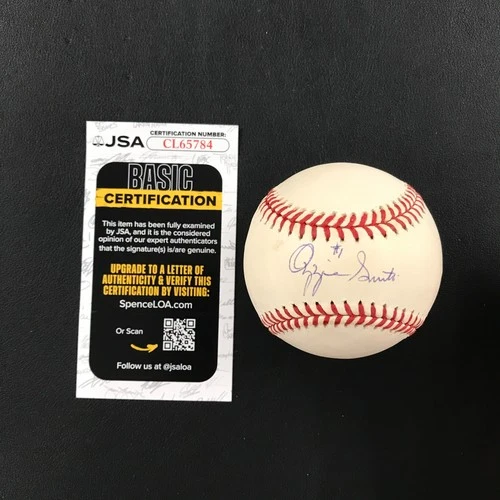 JSA
CERTIFICATION NUMBER:
CL65784
BASIC
CERTIFICATION
This item has been fully examined
by JSA, and it is the considered
opinion of our expert authenticators
that the signature(s) is/are genuine.
UPGRADE TO A LETTER OF
AUTHENTICITY & VERIFY THIS
CERTIFICATION BY VISITING:
SpenceLOA.com
Or Scan
Follow us at @jsaloa
#1
Ozzie Smith